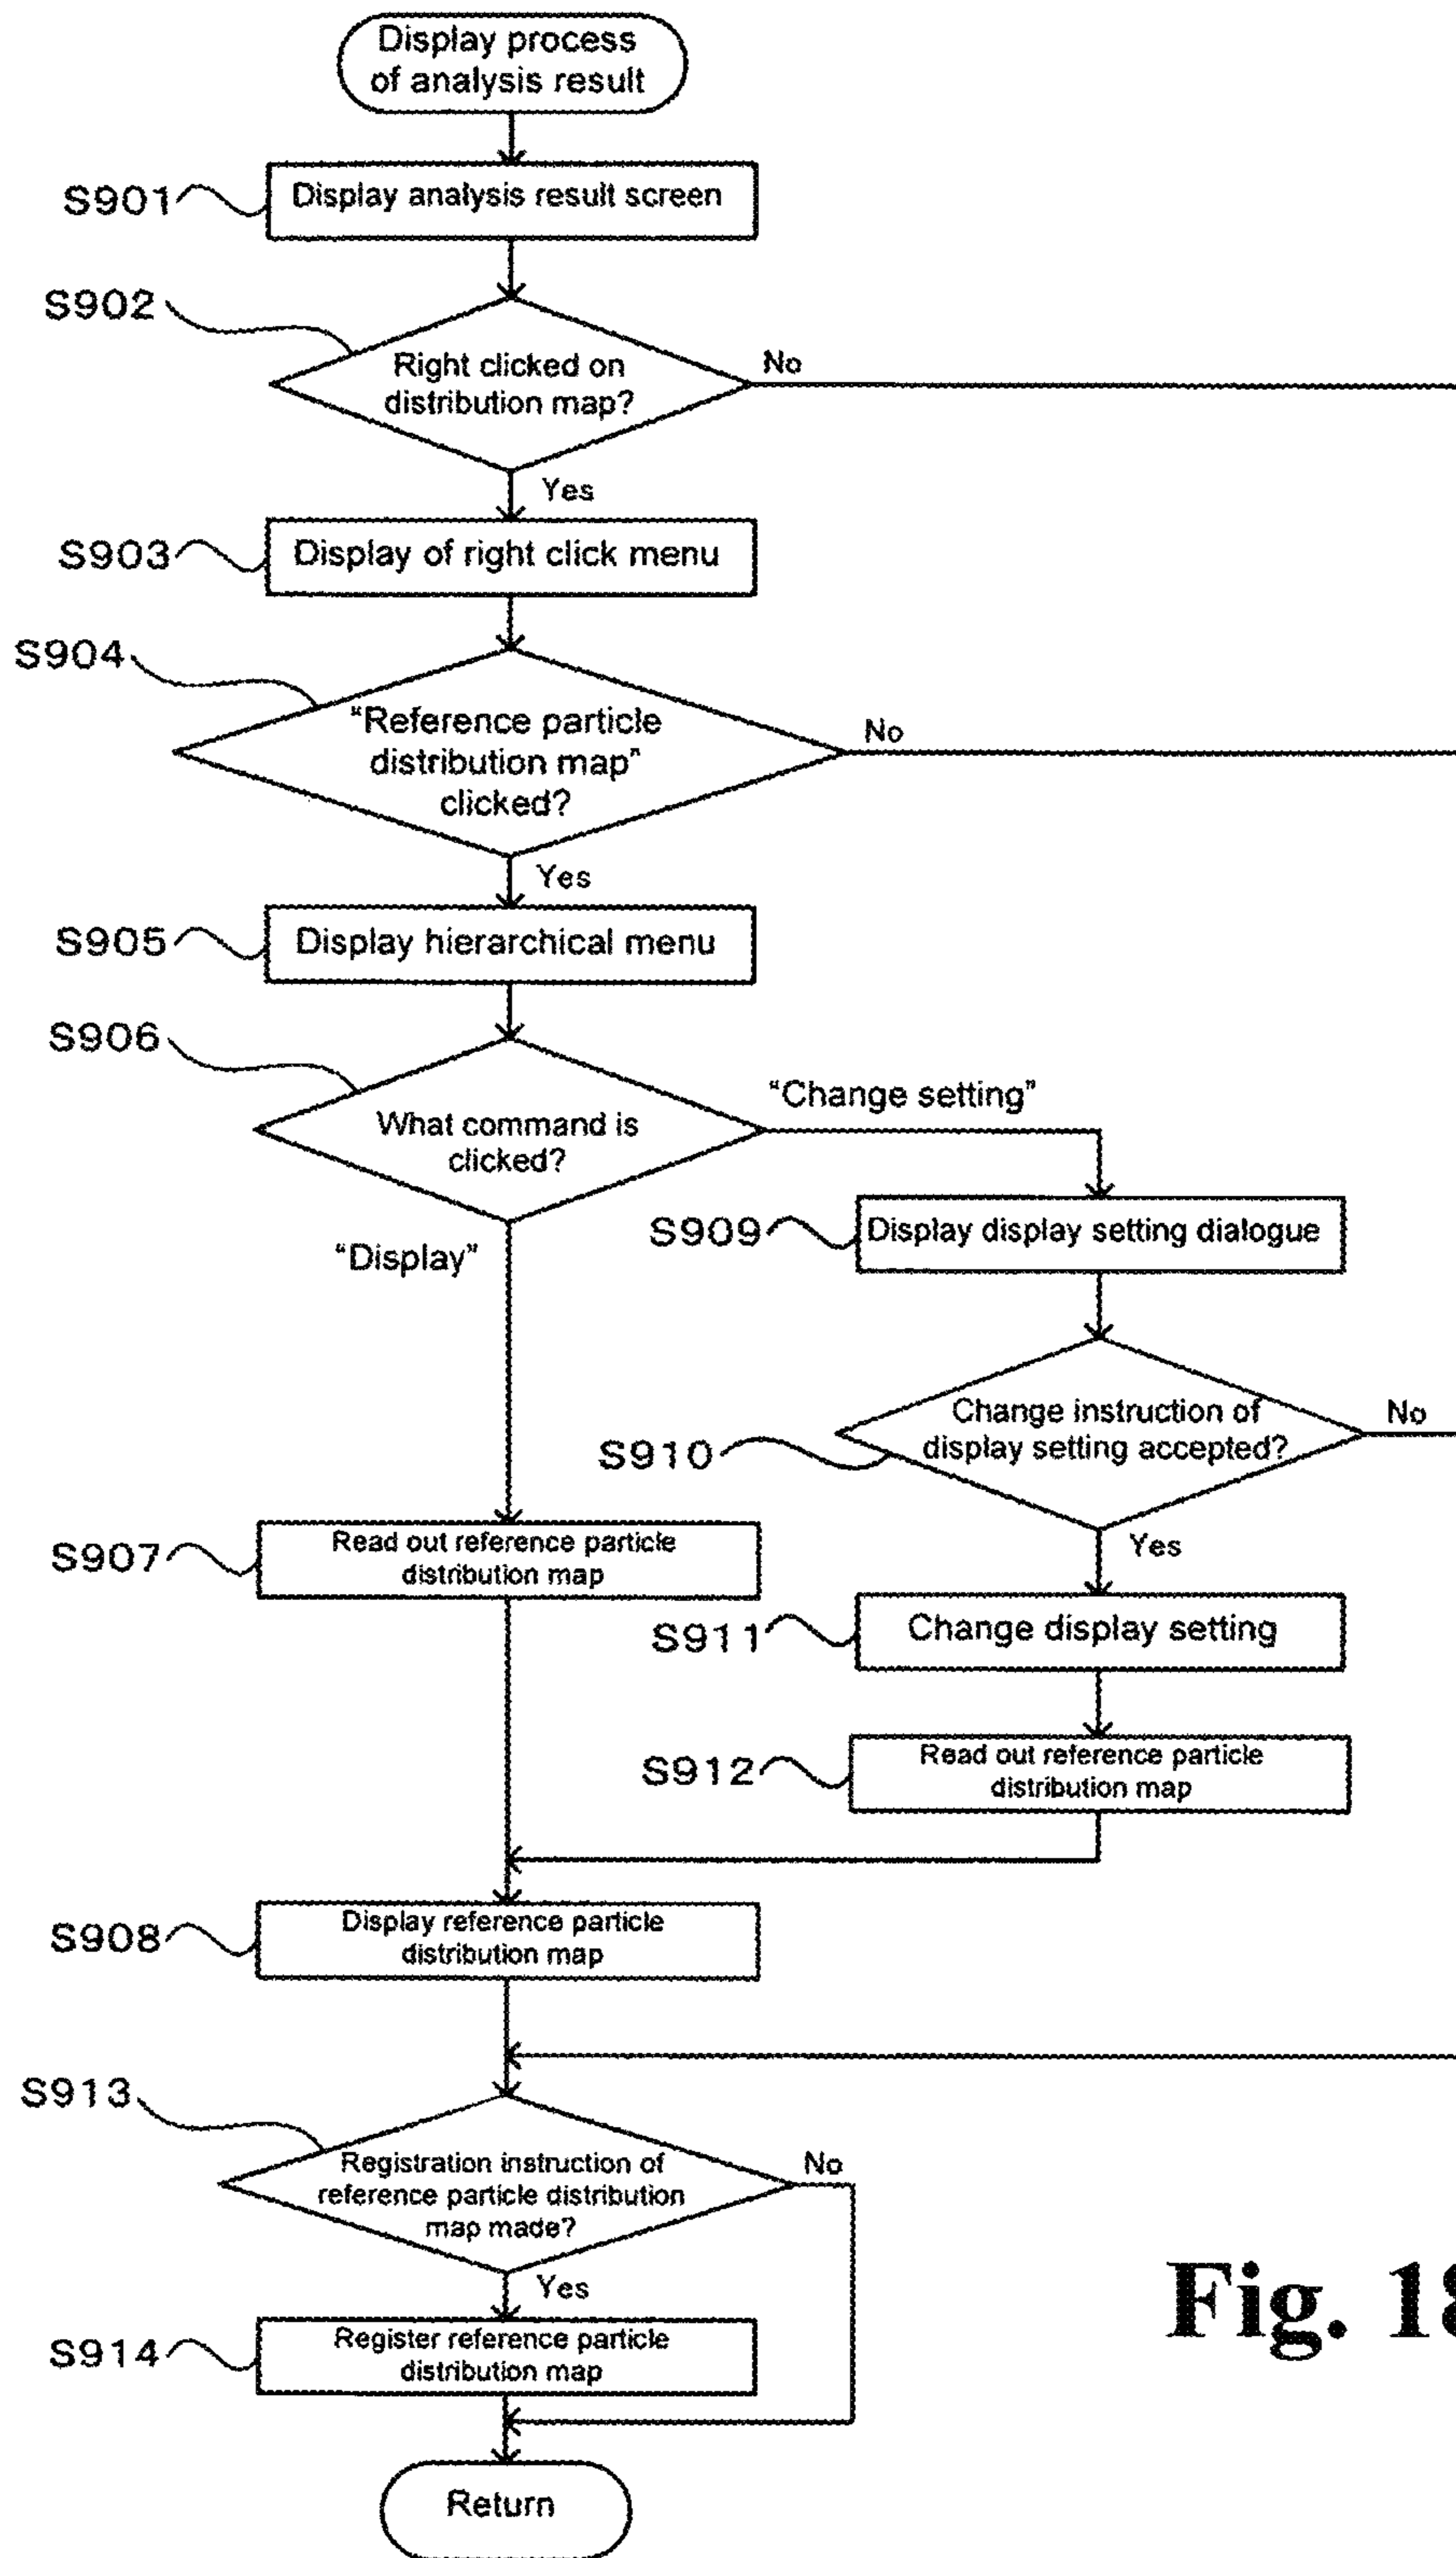 Display process
of analysis result
S901
Display analysis result screen
S902
Right clicked on
distribution map?
No
Yes
S903
Display of right click menu
S904
“Reference particle
distribution map”
clicked?
No
Yes
S905
Display hierarchical menu
S906
What command is
clicked?
“Change setting”
“Display”
S909
Display display setting dialogue
S910
Change instruction of
display setting accepted?
No
Yes
S907
Read out reference particle
distribution map
S911
Change display setting
S912
Read out reference particle
distribution map
S908
Display reference particle
distribution map
S913
Registration instruction of
reference particle distribution
map made?
No
Yes
S914
Register reference particle
distribution map
Return
Fig. 18